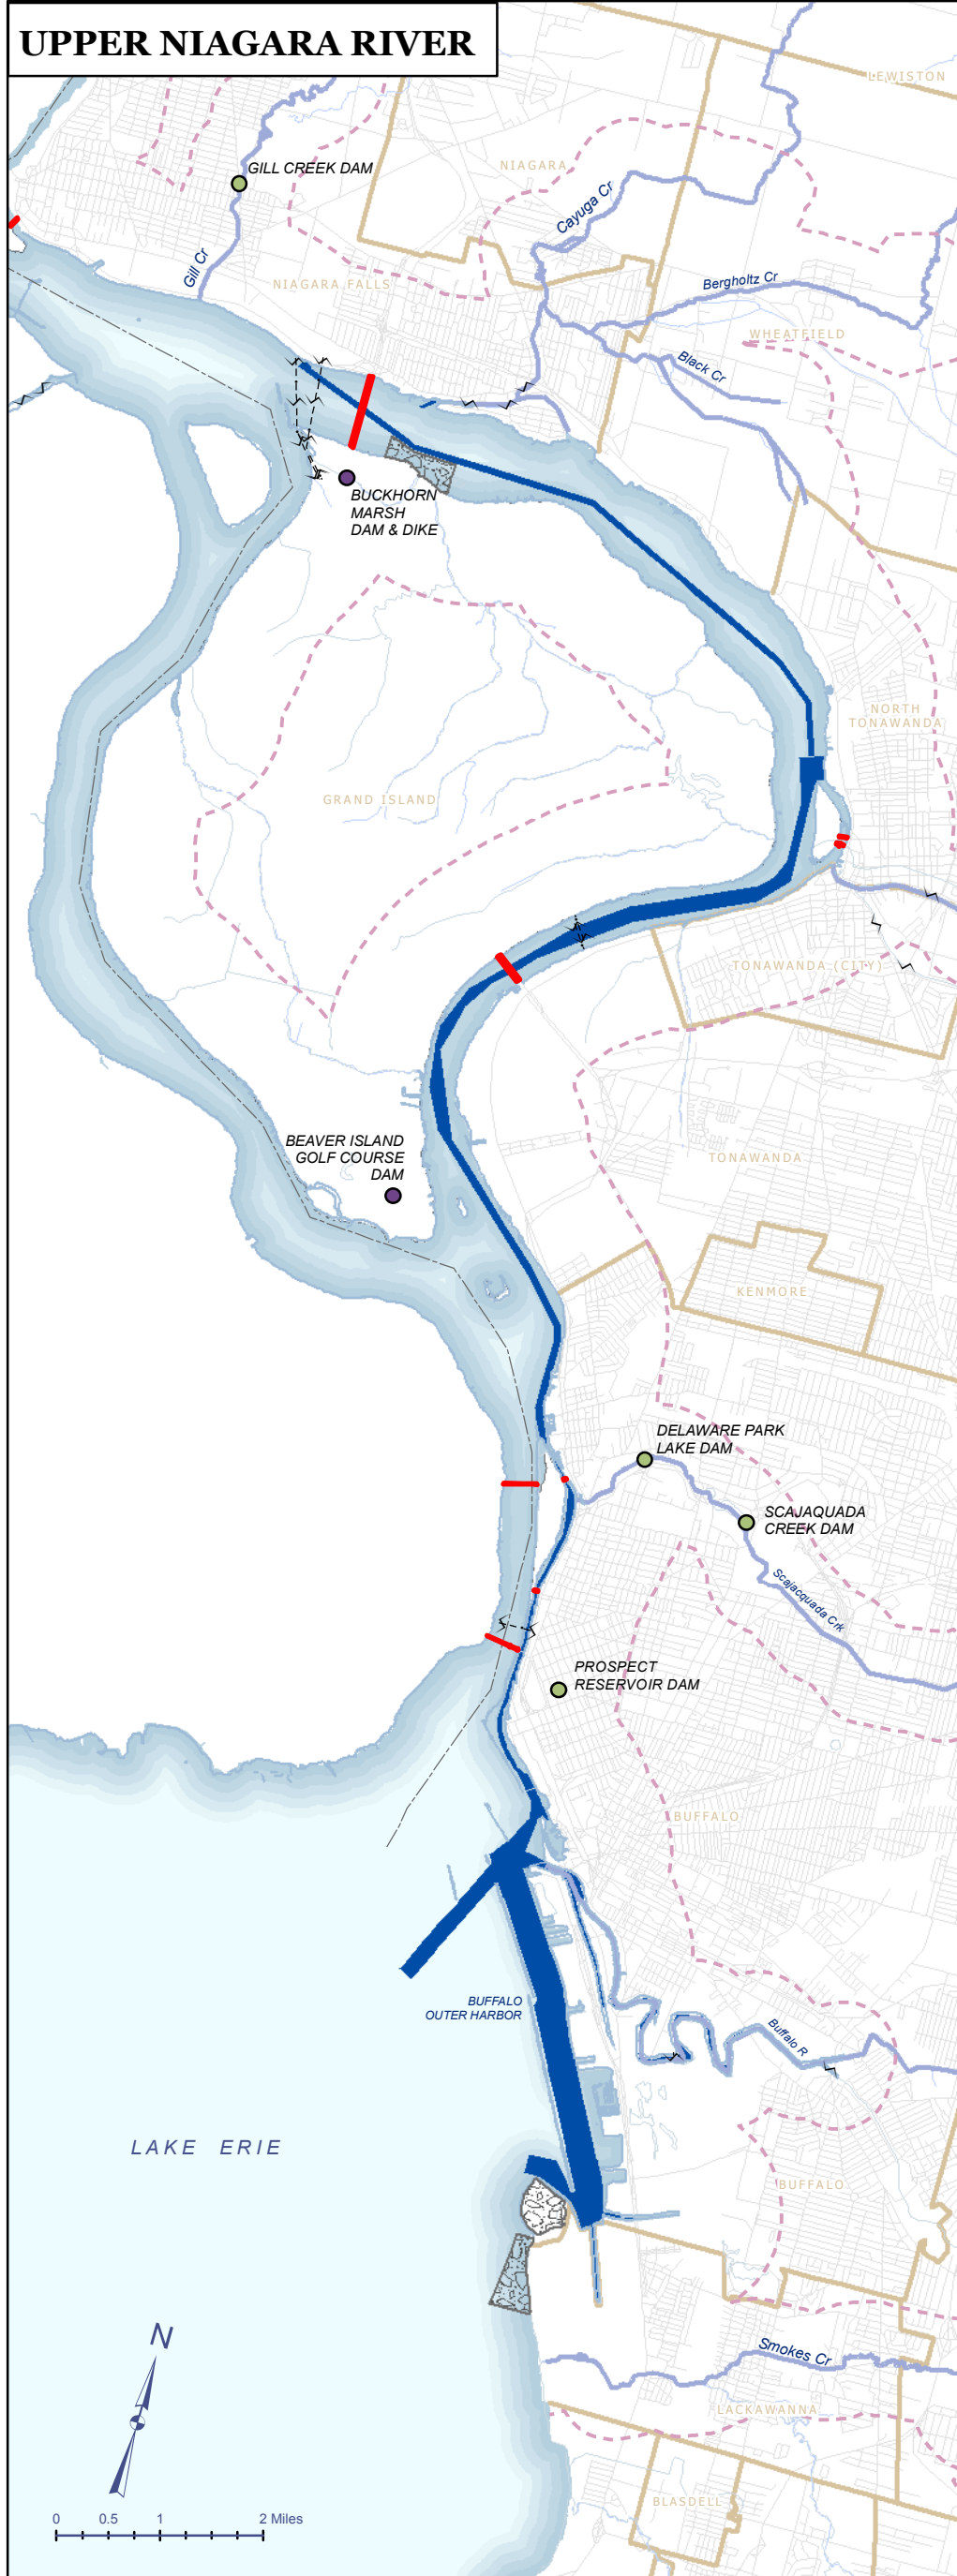 UPPER NIAGARA RIVER
LEWISTON
GILL CREEK DAM
NIAGARA
Cayuga Cr
Gill Cr
NIAGARA FALLS
Bergholtz Cr
WHEATFIELD
Black Cr
BUCKHORN
MARSH
DAM & DIKE
NORTH
TONAWANDA
GRAND ISLAND
TONAWANDA (CITY)
BEAVER ISLAND
GOLF COURSE
DAM
TONAWANDA
KENMORE
DELAWARE PARK
LAKE DAM
SCAJAQUADA
CREEK DAM
Scajacquada Crk
PROSPECT
RESERVOIR DAM
BUFFALO
BUFFALO
OUTER HARBOR
Buffalo R
LAKE ERIE
BUFFALO
N
Smokes Cr
LACKAWANNA
BLASDELL
0 0.5 1 2 Miles